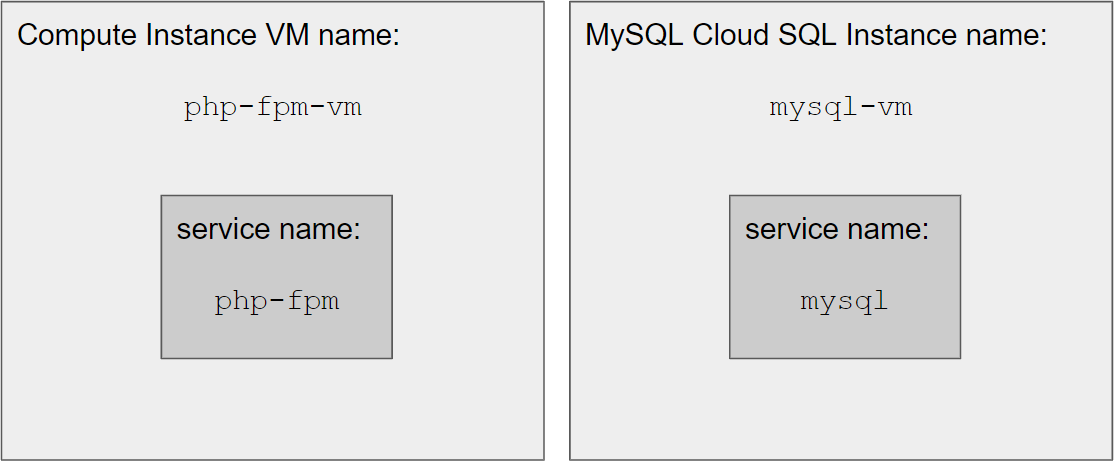 Compute Instance VM name:
php-fpm-vm
service name:
php-fpm
MySQL Cloud SQL Instance name:
mysql-vm
service name:
mysql